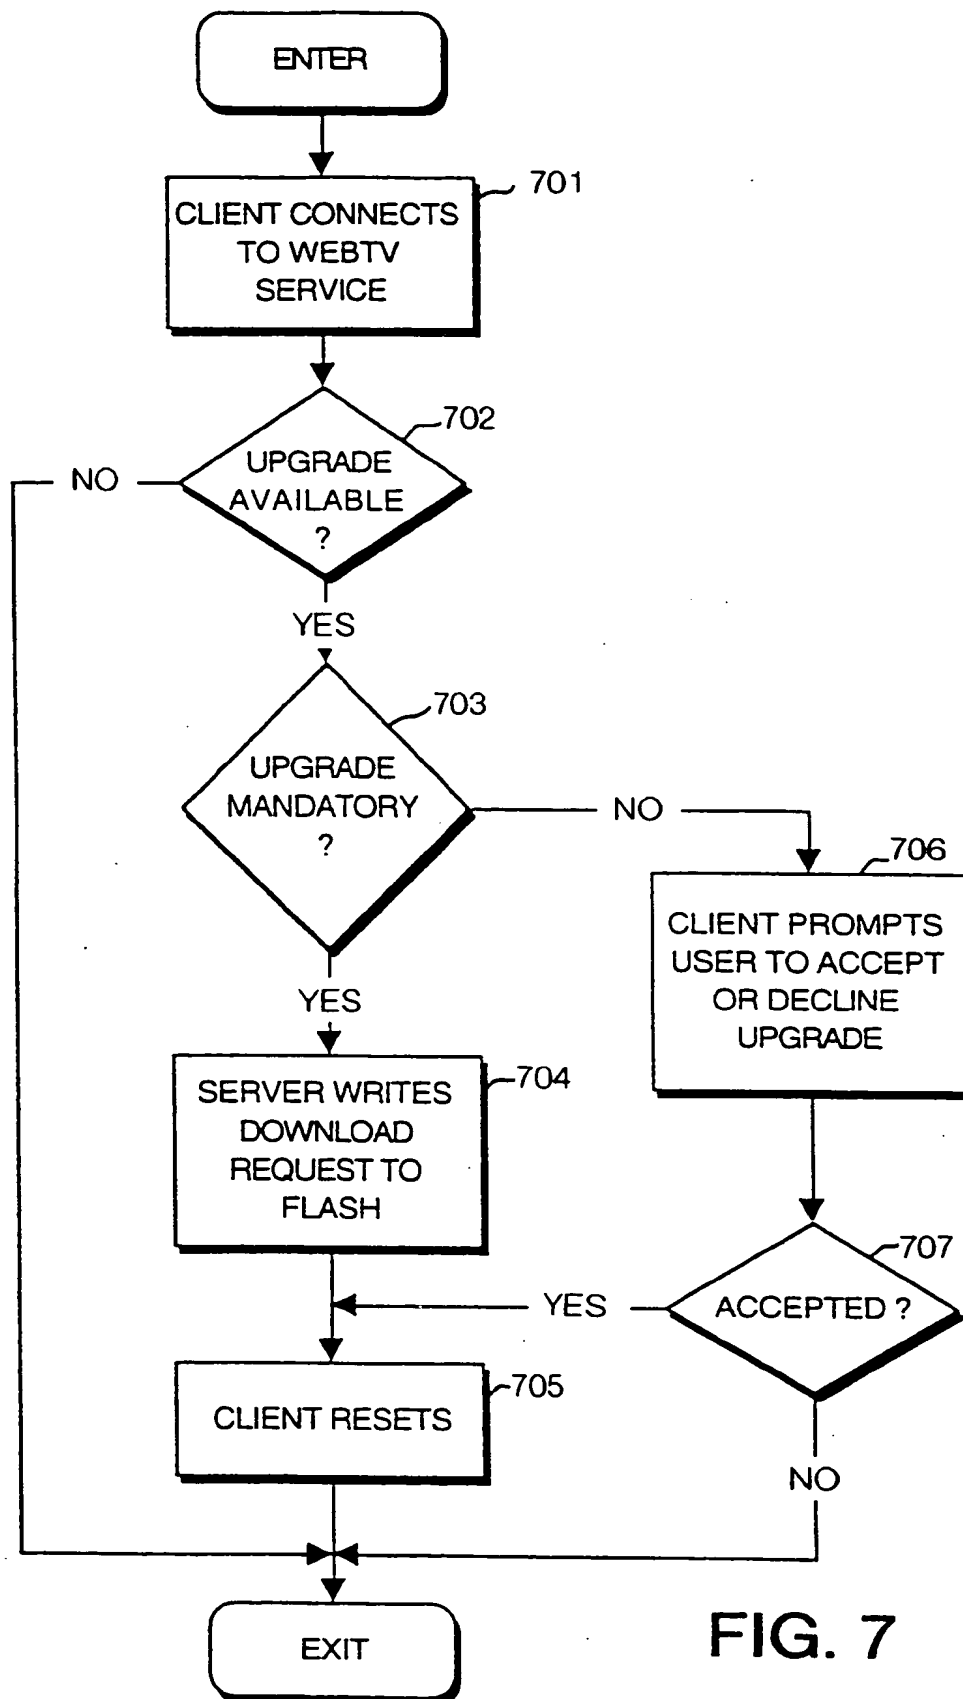 ENTER
701
CLIENT CONNECTS
TO WEBTV
SERVICE
702
UPGRADE
AVAILABLE
?
NO
YES
703
UPGRADE
MANDATORY
?
NO
YES
706
CLIENT PROMPTS
USER TO ACCEPT
OR DECLINE
UPGRADE
704
SERVER WRITES
DOWNLOAD
REQUEST TO
FLASH
707
ACCEPTED ?
YES
NO
705
CLIENT RESETS
EXIT
FIG. 7